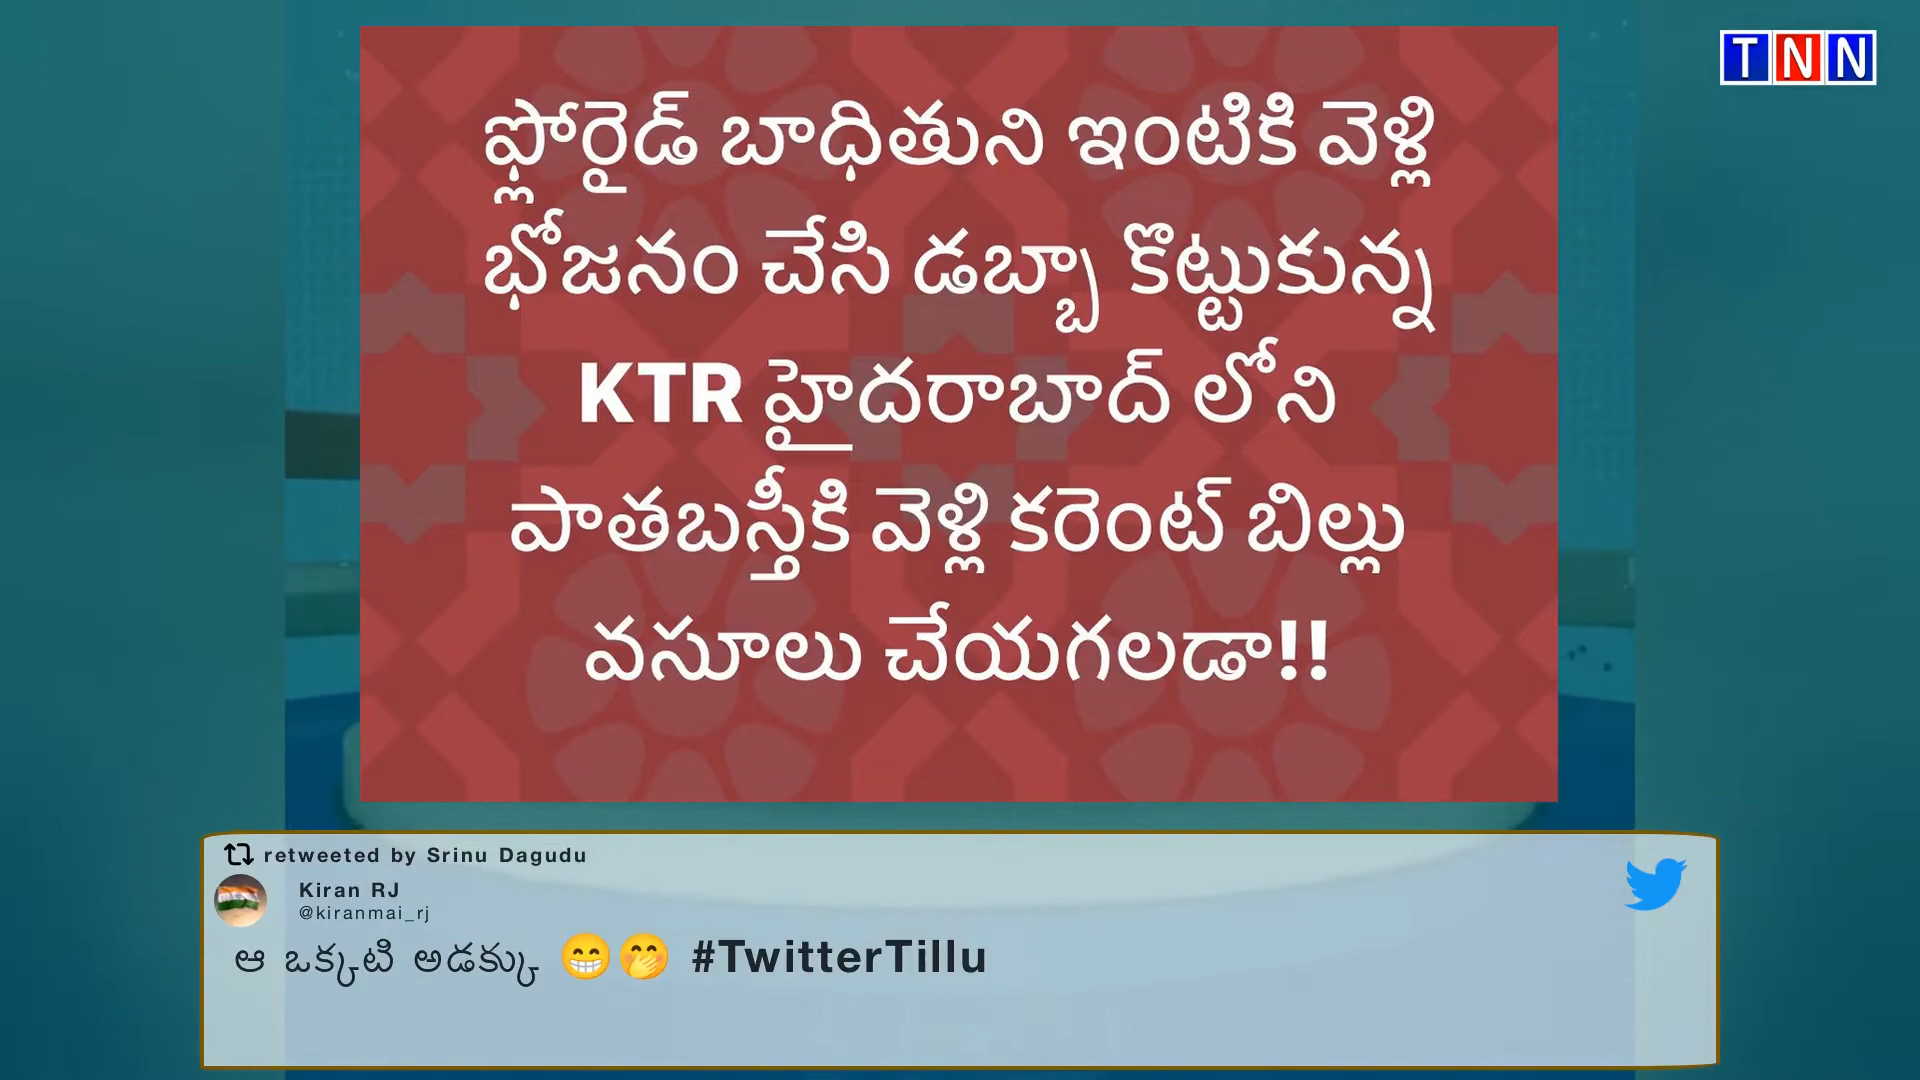 TNN
ఫ్లోరైడ్ బాధితుని ఇంటికి వెళ్లి
భోజనం చేసి డబ్బా కొట్టుకున్న
KTR హైదరాబాద్ లోని
పాతబస్తీకి వెళ్లి కరెంట్ బిల్లు
వసూలు చేయగలడా!!
retweeted by Srinu Dagudu
Kiran RJ
@kiranmai_rj
ఆ ఒక్కటి అడక్కు 😁🤭 #TwitterTillu